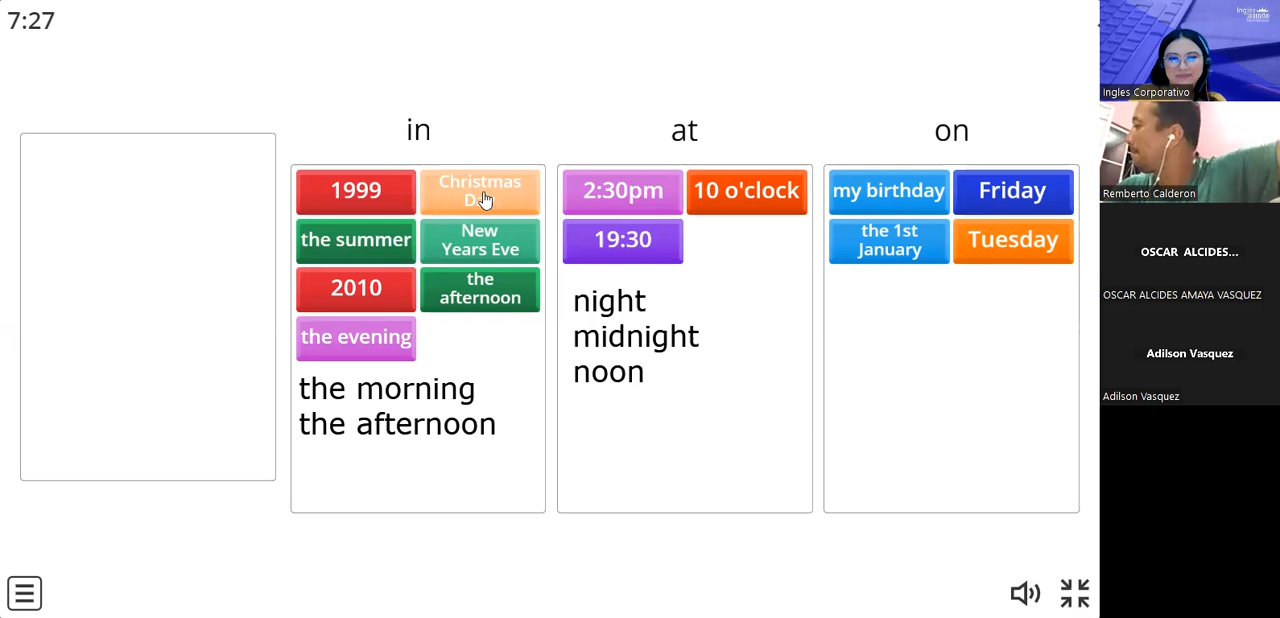 7:27
in
at
on
1999
Christmas
D
the summer
New
Years Eve
2010
the
afternoon
the evening
the morning
the afternoon
2:30pm
10 o'clock
19:30
night
midnight
noon
my birthday
Friday
the 1st
January
Tuesday
Ingles Corporativo
Remberto Calderon
OSCAR ALCIDES...
OSCAR ALCIDES AMAYA VASQUEZ
Adilson Vasquez
Adilson Vasquez